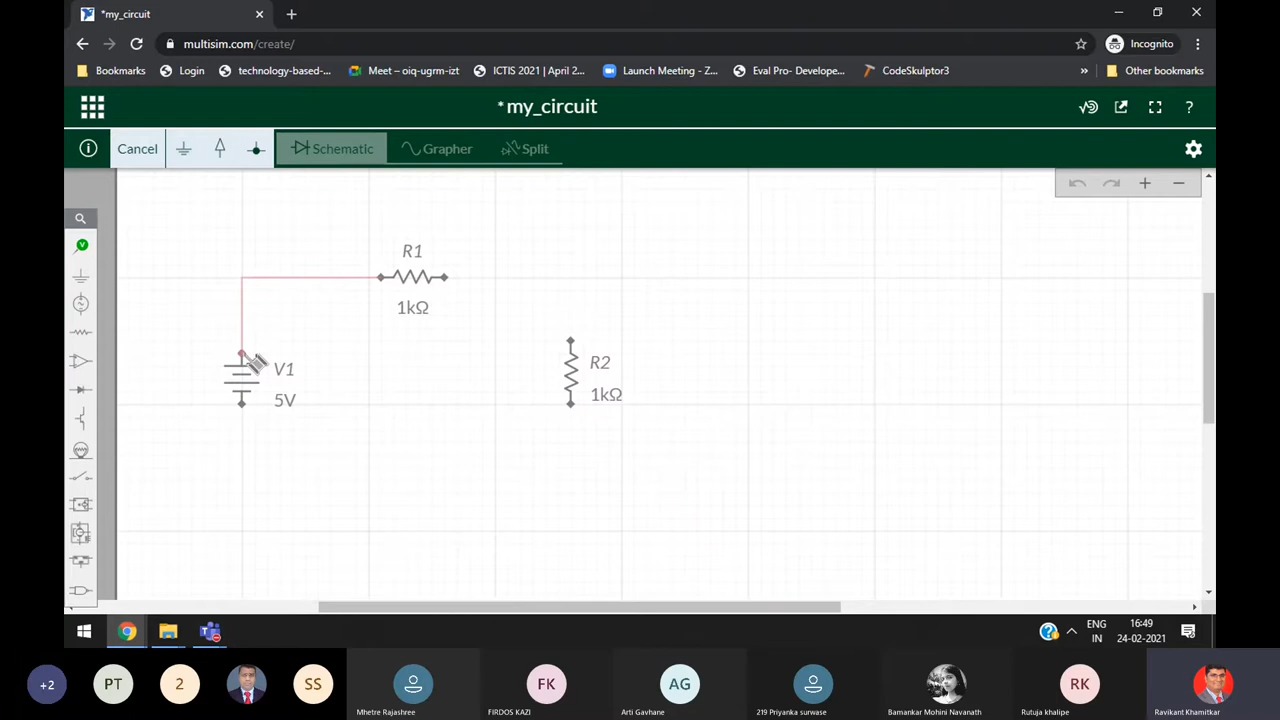 *my_circuit
multisim.com/create/
Incognito
Bookmarks
Login
technology-based-...
Meet – oiq-ugrm-izt
ICTIS 2021 | April 2...
Launch Meeting - Z...
Eval Pro- Develope...
CodeSkulptor3
»
Other bookmarks
*my_circuit
Cancel
Schematic
Grapher
Split
R1
1kΩ
V1
5V
R2
1kΩ
ENG
IN
16:49
24-02-2021
+2
PT
2
SS
FK
AG
RK
Mhetre Rajashree
FIRDOS KAZI
Arti Gavhane
219 Priyanka surwase
Bamankar Mohini Navanath
Rutuja khalipe
Ravikant Khamitkar